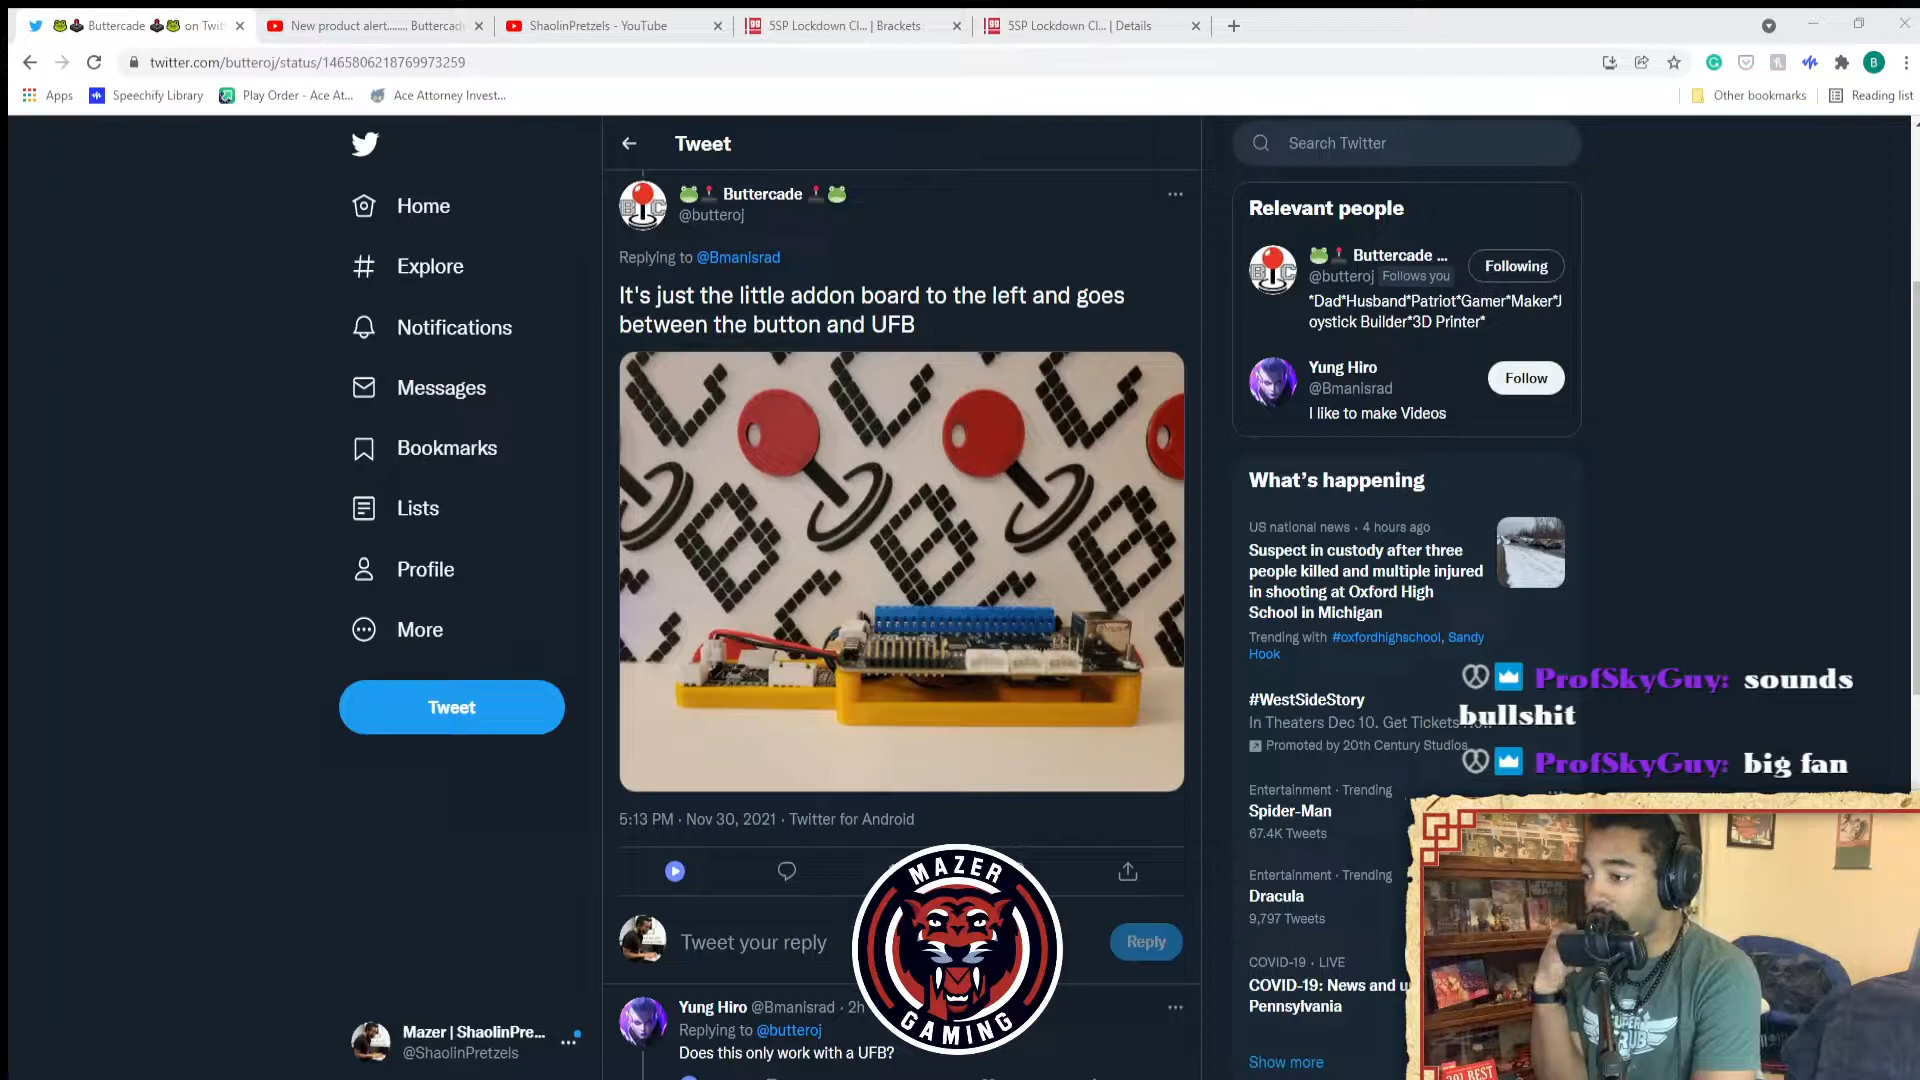 Buttercade on Twit
New product alert........ Buttercad
ShaolinPretzels - YouTube
5SP Lockdown Cl... | Brackets
5SP Lockdown Cl... | Details
twitter.com/butteroj/status/1465806218769973259
B
Apps
Speechify Library
Play Order - Ace At...
Ace Attorney Invest...
Other bookmarks
Reading list
Home
Explore
Notifications
Messages
Bookmarks
Lists
Profile
More
Tweet
Mazer | ShaolinPre...
@ShaolinPretzels
Tweet
Buttercade
@butteroj
Replying to @Bmanisrad
It's just the little addon board to the left and goes
between the button and UFB
5:13 PM · Nov 30, 2021 · Twitter for Android
Tweet your reply
Reply
Yung Hiro @Bmanisrad · 2h
Replying to @butteroj
Does this only work with a UFB?
MAZER
GAMING
Search Twitter
Relevant people
Buttercade ...
@butteroj Follows you
Following
*Dad*Husband*Patriot*Gamer*Maker*J
oystick Builder*3D Printer*
Yung Hiro
@Bmanisrad
Follow
I like to make Videos
What's happening
US national news · 4 hours ago
Suspect in custody after three
people killed and multiple injured
in shooting at Oxford High
School in Michigan
Trending with #oxfordhighschool, Sandy
Hook
#WestSideStory
In Theaters Dec 10. Get Tickets
Promoted by 20th Century Studios
Entertainment · Trending
Spider-Man
67.4K Tweets
Entertainment · Trending
Dracula
9,797 Tweets
COVID-19 · LIVE
COVID-19: News and u
Pennsylvania
Show more
ProfSkyGuy: sounds
bullshit
ProfSkyGuy: big fan